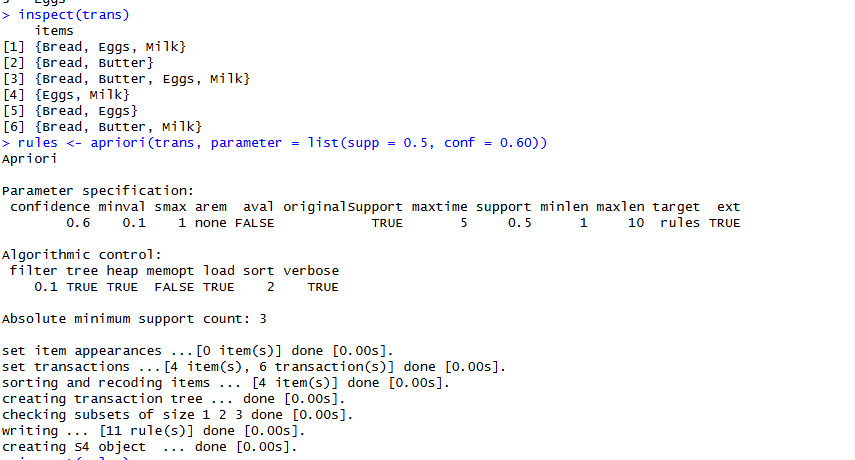 > inspect(trans)
    items
[1] {Bread, Eggs, Milk}
[2] {Bread, Butter}
[3] {Bread, Butter, Eggs, Milk}
[4] {Eggs, Milk}
[5] {Bread, Eggs}
[6] {Bread, Butter, Milk}
> rules <- apriori(trans, parameter = list(supp = 0.5, conf = 0.60))
Apriori

Parameter specification:
 confidence minval smax arem  aval originalSupport maxtime support minlen maxlen target  ext
        0.6    0.1    1 none FALSE            TRUE       5     0.5      1     10  rules TRUE

Algorithmic control:
 filter tree heap memopt load sort verbose
    0.1 TRUE TRUE  FALSE TRUE    2    TRUE

Absolute minimum support count: 3

set item appearances ...[0 item(s)] done [0.00s].
set transactions ...[4 item(s), 6 transaction(s)] done [0.00s].
sorting and recoding items ... [4 item(s)] done [0.00s].
creating transaction tree ... done [0.00s].
checking subsets of size 1 2 3 done [0.00s].
writing ... [11 rule(s)] done [0.00s].
creating S4 object  ... done [0.00s].